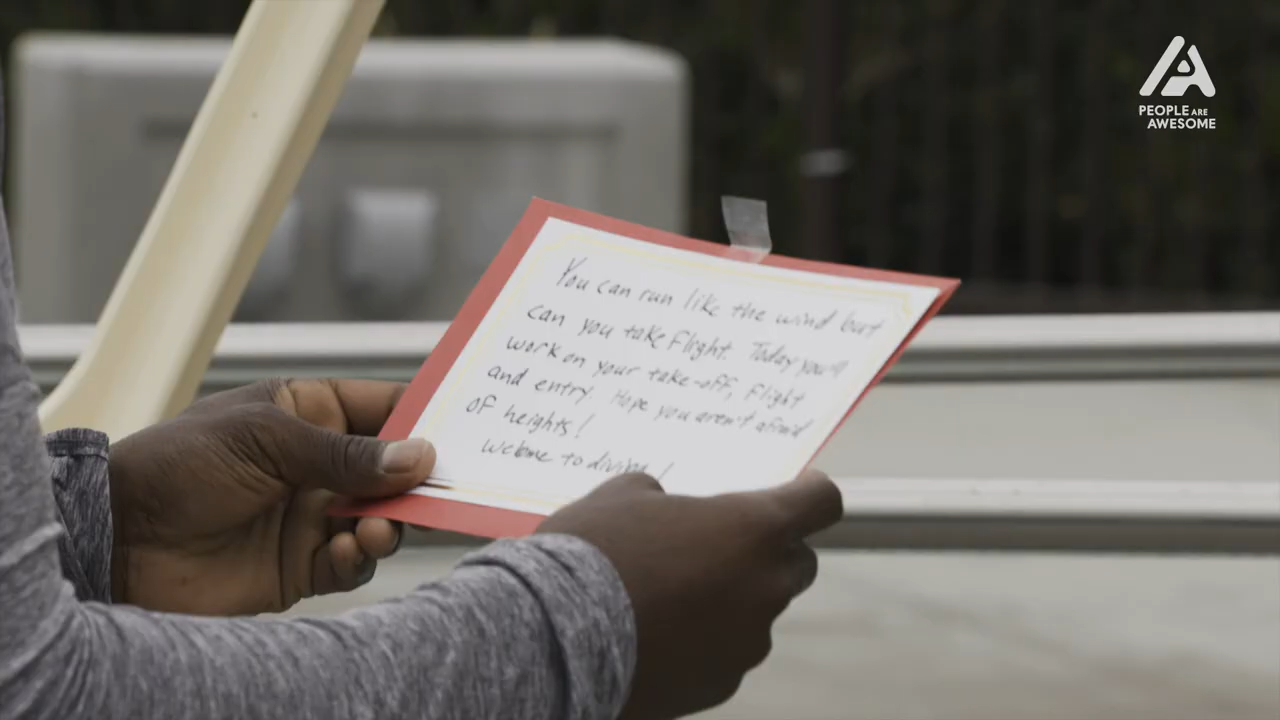 PEOPLE ARE
AWESOME
You can run like the wind but
can you take Flight. Today you'll
work on your take-off, Flight
and entry. Hope you aren't afraid
of heights!
Welcome to diving!